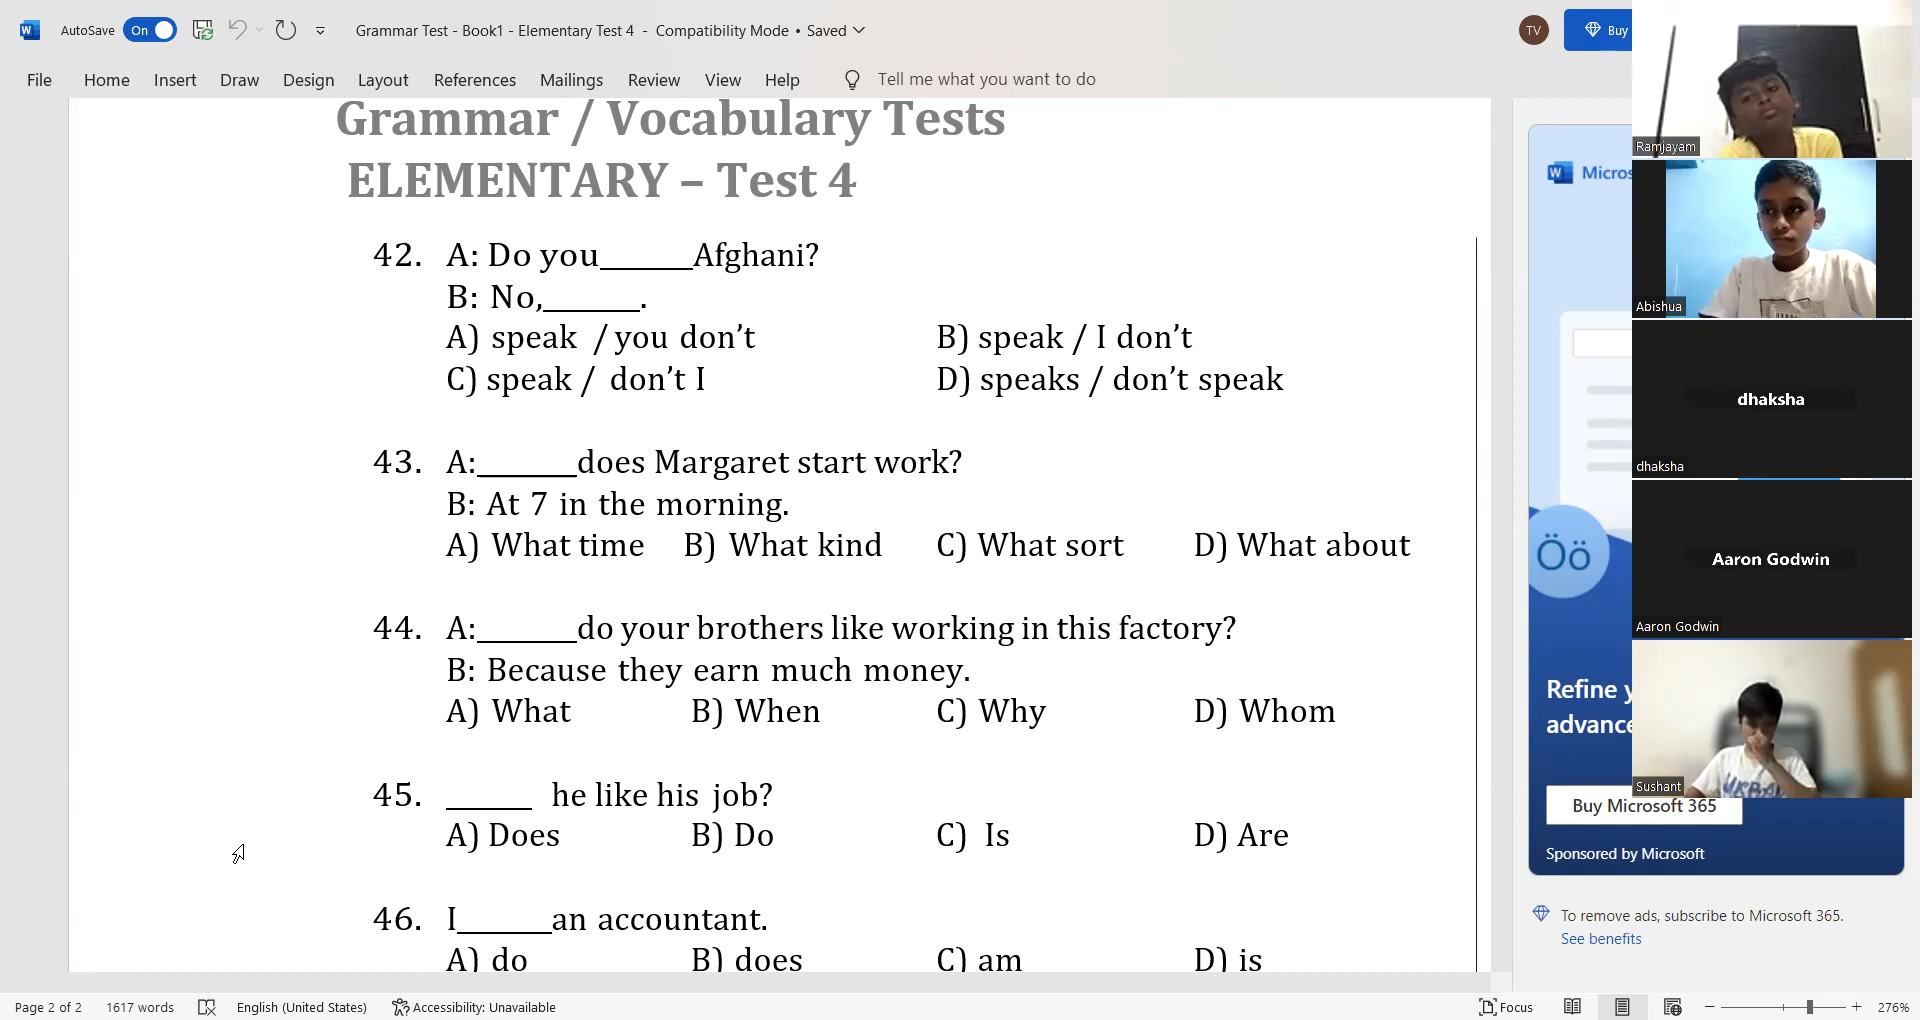 AutoSave On Grammar Test - Book1 - Elementary Test 4 - Compatibility Mode • Saved TV Buy
File Home Insert Draw Design Layout References Mailings Review View Help Tell me what you want to do
Grammar / Vocabulary Tests
ELEMENTARY – Test 4
42. A: Do you______Afghani?
B: No,______.
A) speak / you don’t B) speak / I don’t
C) speak / don’t I D) speaks / don’t speak
43. A:______does Margaret start work?
B: At 7 in the morning.
A) What time B) What kind C) What sort D) What about
44. A:______do your brothers like working in this factory?
B: Because they earn much money.
A) What B) When C) Why D) Whom
45. ______ he like his job?
A) Does B) Do C) Is D) Are
46. I______an accountant.
A) do B) does C) am D) is
Ramjayam
Micros
Abishua
dhaksha
dhaksha
Öö
Aaron Godwin
Aaron Godwin
Refine y
advance
Sushant
Buy Microsoft 365
Sponsored by Microsoft
To remove ads, subscribe to Microsoft 365.
See benefits
Page 2 of 2 1617 words English (United States) Accessibility: Unavailable Focus 276%